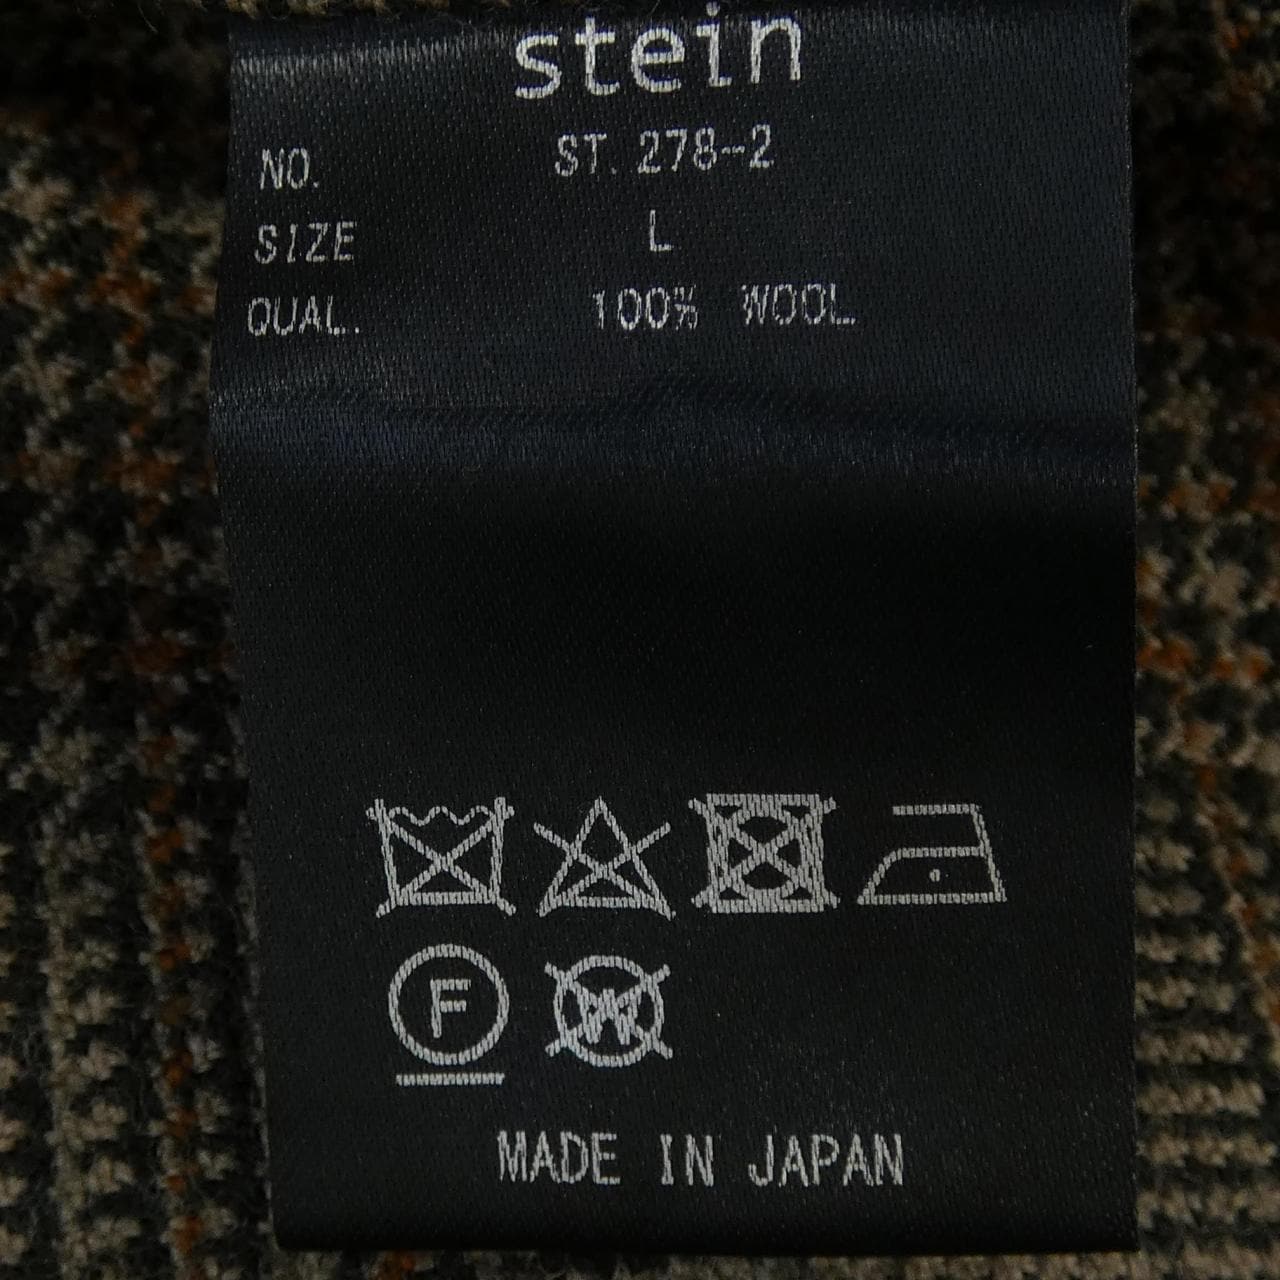 stein
NO. ST. 278-2
SIZE L
QUAL. 100% WOOL
F W
MADE IN JAPAN